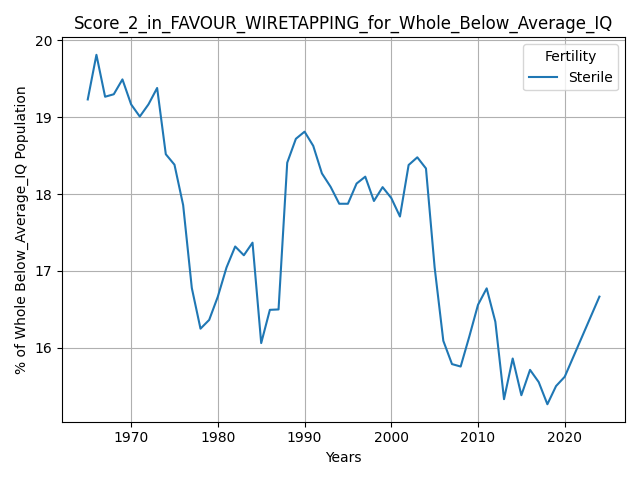 Score_2_in_FAVOUR_WIRETAPPING_for_Whole_Below_Average_IQ
Fertility
Sterile
% of Whole Below_Average_IQ Population
20
19
18
17
16
1970
1980
1990
2000
2010
2020
Years